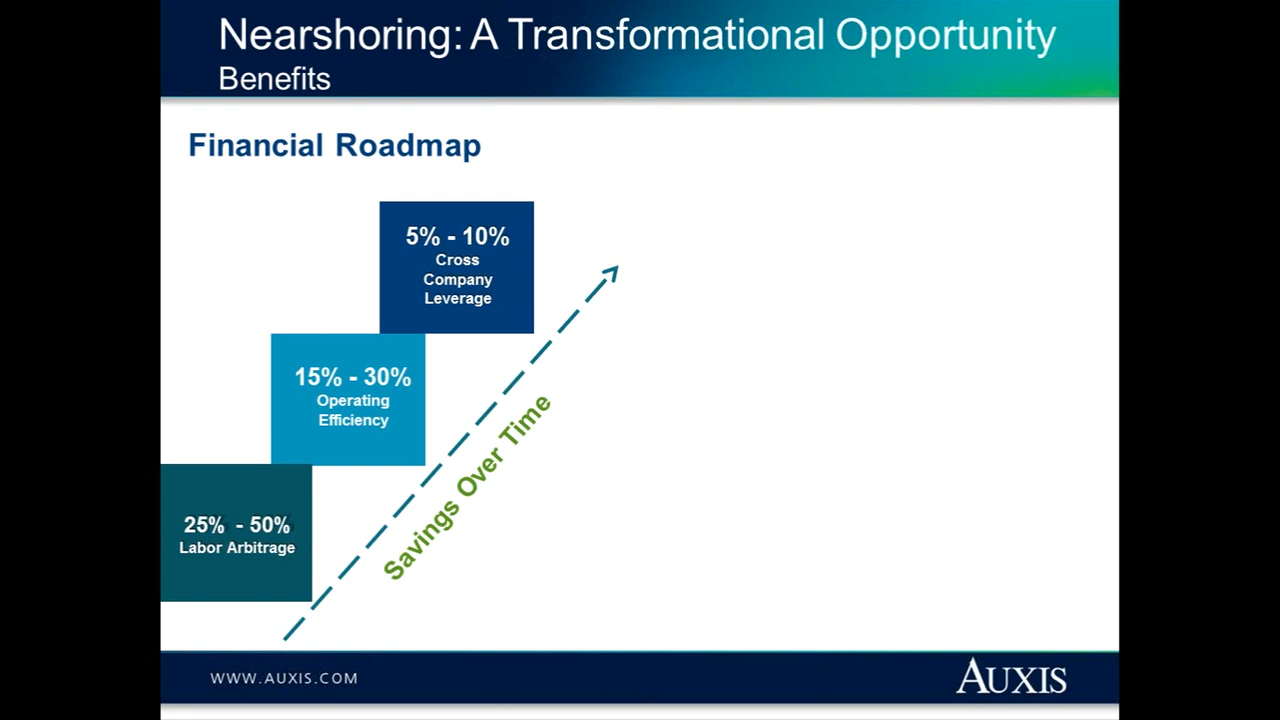 Nearshoring: A Transformational Opportunity
Benefits
Financial Roadmap
5% - 10%
Cross
Company
Leverage
15% - 30%
Operating
Efficiency
25% - 50%
Labor Arbitrage
Savings Over Time
WWW.AUXIS.COM
AUXIS